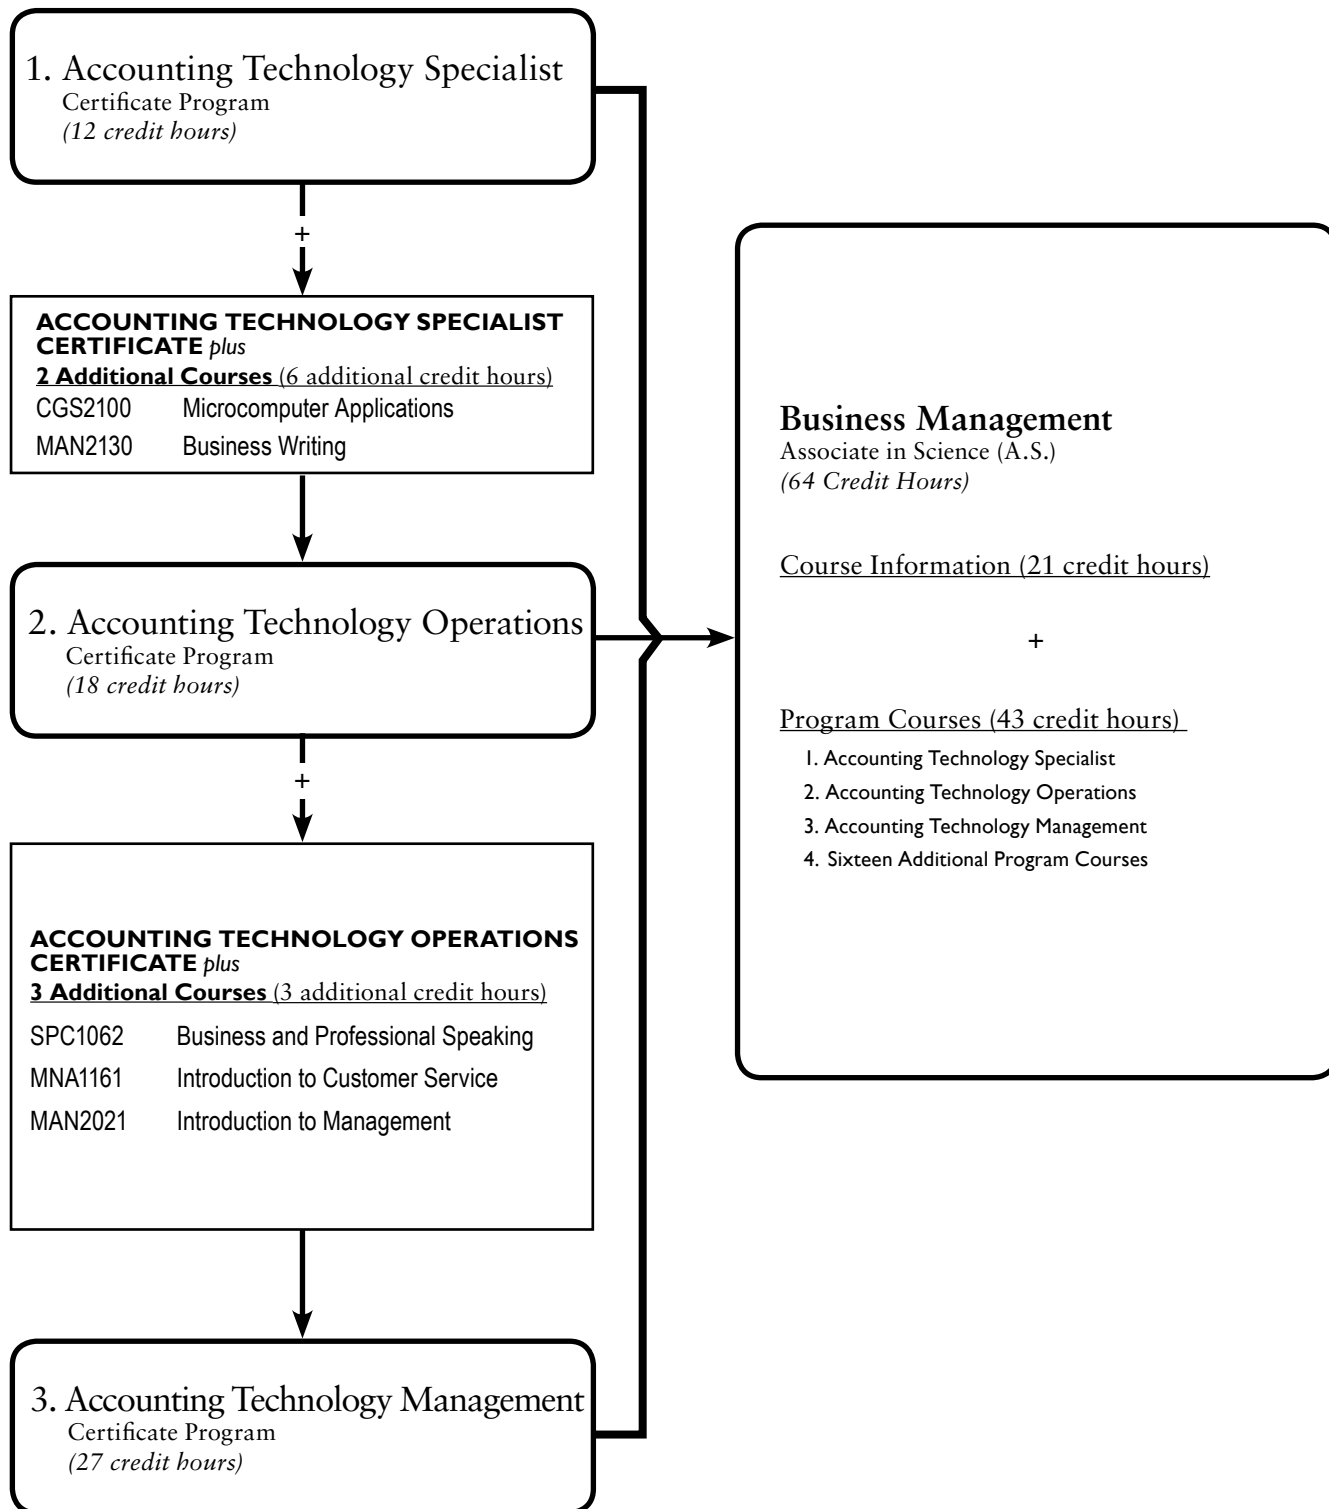 1. Accounting Technology Specialist
Certificate Program
(12 credit hours)
+
ACCOUNTING TECHNOLOGY SPECIALIST
CERTIFICATE plus
2 Additional Courses (6 additional credit hours)
CGS2100 Microcomputer Applications
MAN2130 Business Writing
2. Accounting Technology Operations
Certificate Program
(18 credit hours)
+
ACCOUNTING TECHNOLOGY OPERATIONS
CERTIFICATE plus
3 Additional Courses (3 additional credit hours)
SPC1062 Business and Professional Speaking
MNA1161 Introduction to Customer Service
MAN2021 Introduction to Management
3. Accounting Technology Management
Certificate Program
(27 credit hours)
Business Management
Associate in Science (A.S.)
(64 Credit Hours)
Course Information (21 credit hours)
+
Program Courses (43 credit hours)
1. Accounting Technology Specialist
2. Accounting Technology Operations
3. Accounting Technology Management
4. Sixteen Additional Program Courses